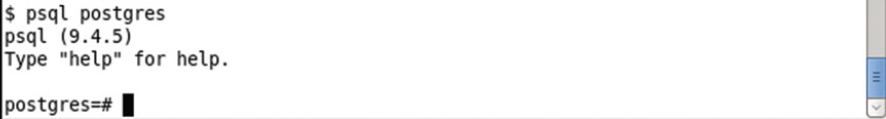 $ psql postgres
psql (9.4.5)
Type "help" for help.
postgres=#